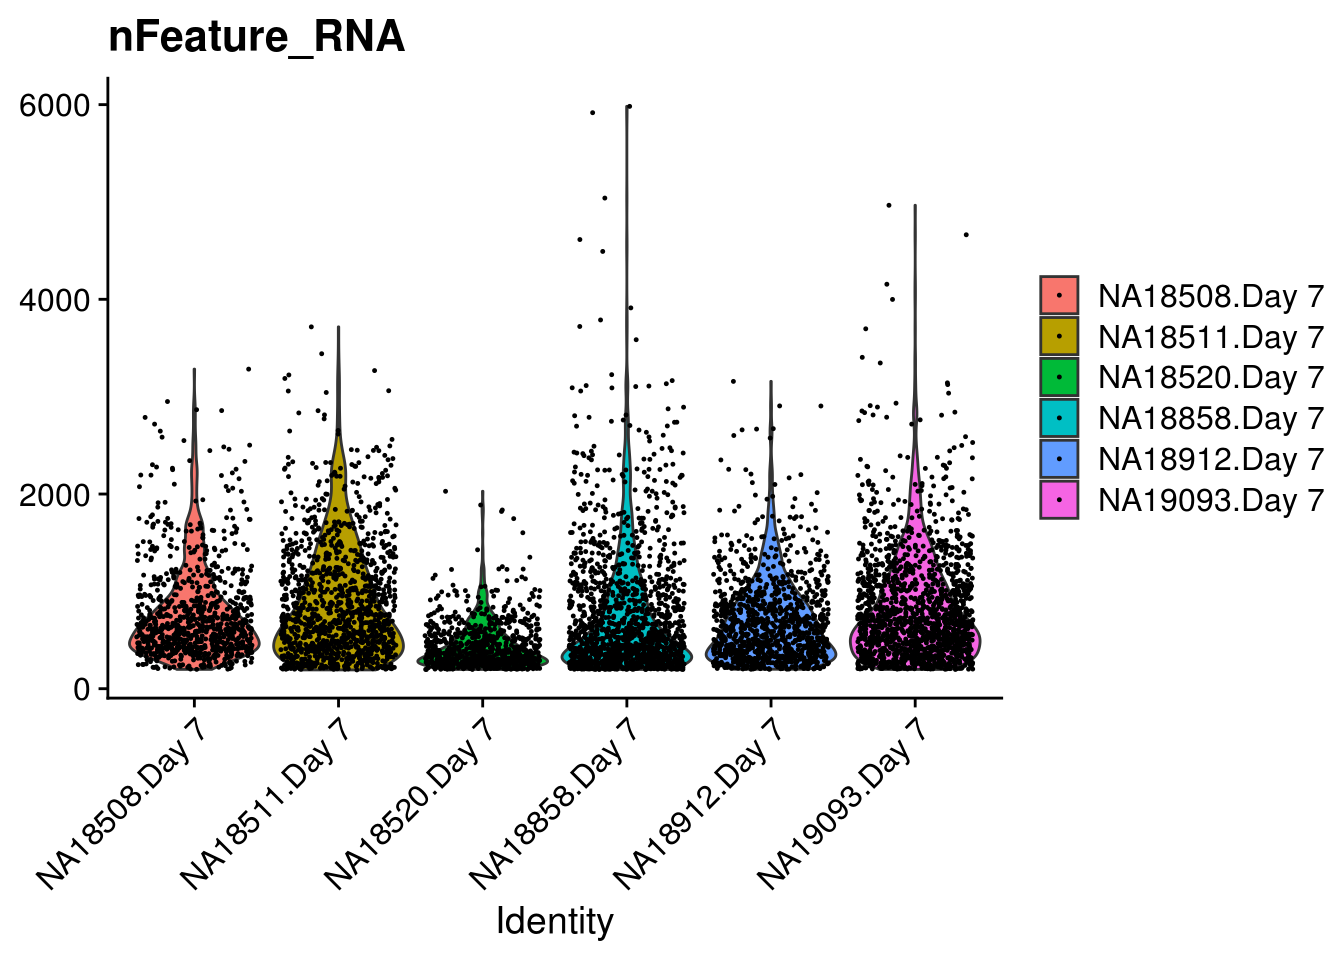 nFeature_RNA
6000
4000
2000
0
NA18508.Day 7
NA18511.Day 7
NA18520.Day 7
NA18858.Day 7
NA18912.Day 7
NA19093.Day 7
Identity
NA18508.Day 7
NA18511.Day 7
NA18520.Day 7
NA18858.Day 7
NA18912.Day 7
NA19093.Day 7